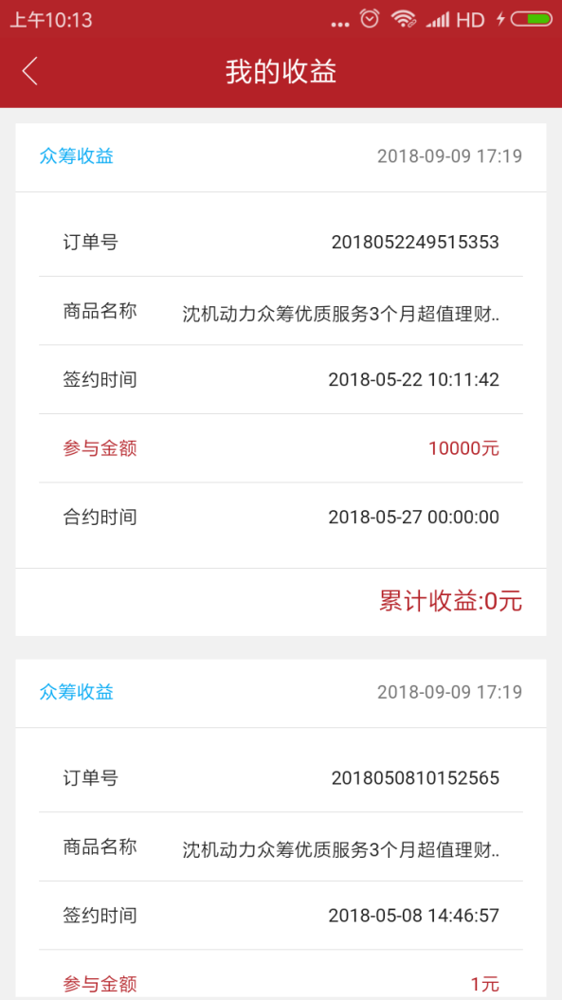 上午10:13 ... HD
我的收益
众筹收益 2018-09-09 17:19
订单号 2018052249515353
商品名称 沈机动力众筹优质服务3个月超值理财..
签约时间 2018-05-22 10:11:42
参与金额 10000元
合约时间 2018-05-27 00:00:00
累计收益:0元
众筹收益 2018-09-09 17:19
订单号 2018050810152565
商品名称 沈机动力众筹优质服务3个月超值理财..
签约时间 2018-05-08 14:46:57
参与金额 1元